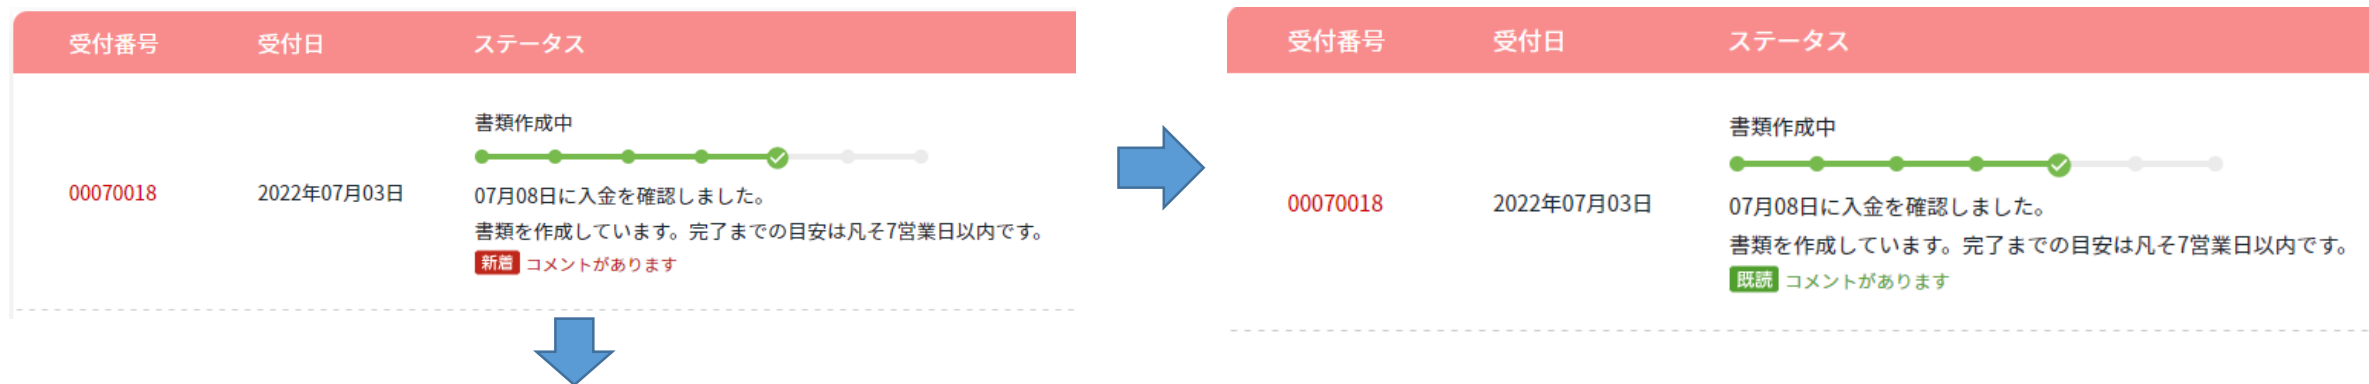 受付番号 受付日 ステータス
書類作成中
00070018 2022年07月03日
07月08日に入金を確認しました。
書類を作成しています。完了までの目安は凡そ7営業日以内です。
新着 コメントがあります
受付番号 受付日 ステータス
書類作成中
00070018 2022年07月03日
07月08日に入金を確認しました。
書類を作成しています。完了までの目安は凡そ7営業日以内です。
既読 コメントがあります